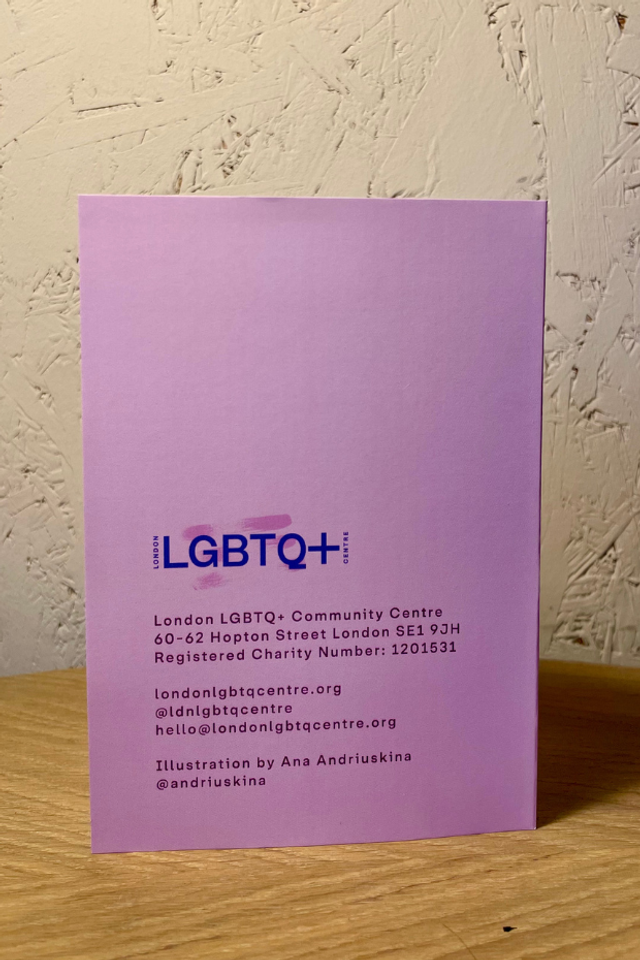 LONDON
LGBTQ+
CENTRE
London LGBTQ+ Community Centre
60-62 Hopton Street London SE1 9JH
Registered Charity Number: 1201531
londonlgbtqcentre.org
@ldnlgbtqcentre
hello@londonlgbtqcentre.org
Illustration by Ana Andriuskina
@andriuskina